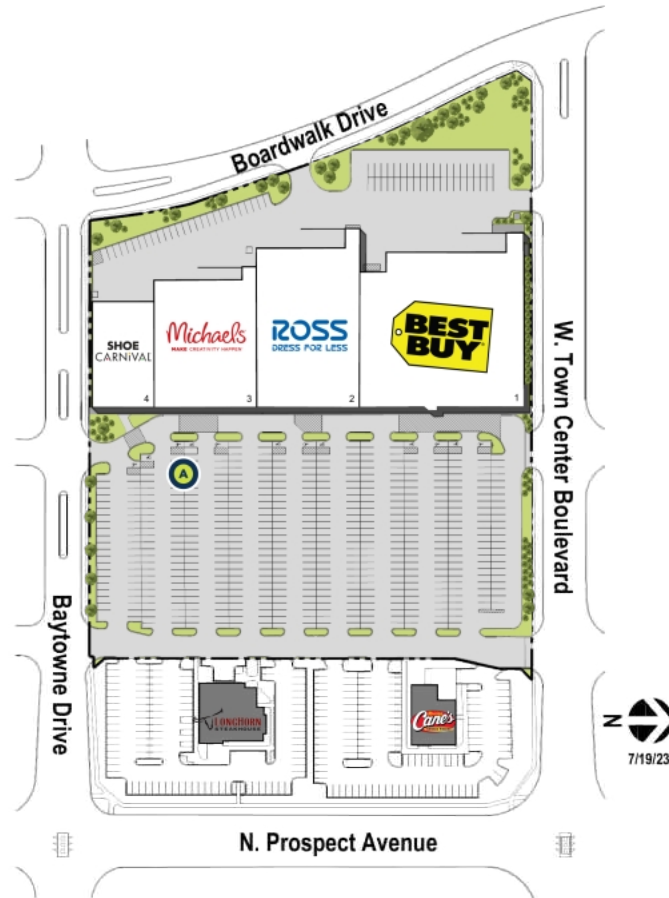 Boardwalk Drive
SHOE
CARNIVAL
4
Michaels
MAKE CREATIVITY HAPPEN
3
ROSS
DRESS FOR LESS
2
BEST
BUY
1
W. Town Center Boulevard
A
Baytowne Drive
LONGHORN
STEAKHOUSE
Cane's
N
7/19/23
N. Prospect Avenue